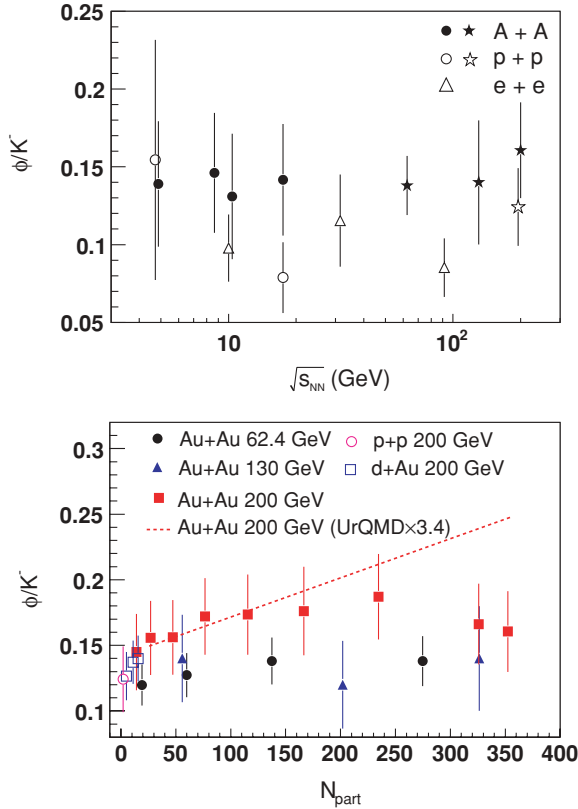 0.25
A + A
p + p
0.2
e + e
ϕ/K⁻
0.15
0.1
0.05
10
10²
√s_NN (GeV)
Au+Au 62.4 GeV
p+p 200 GeV
0.3
Au+Au 130 GeV
d+Au 200 GeV
Au+Au 200 GeV
0.25
Au+Au 200 GeV (UrQMD×3.4)
ϕ/K⁻
0.2
0.15
0.1
0 50 100 150 200 250 300 350 400
N_part